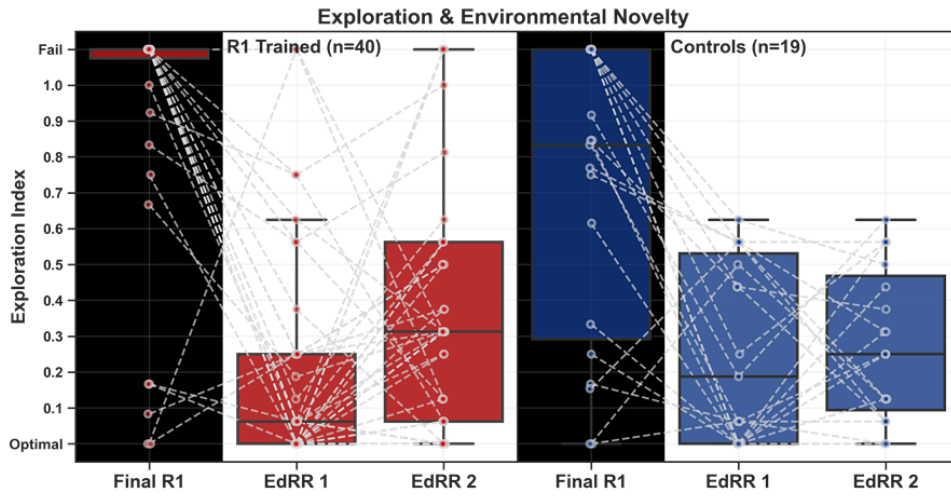 Exploration & Environmental Novelty
R1 Trained (n=40)
Controls (n=19)
Exploration Index
Fail
1.0
0.9
0.8
0.7
0.6
0.5
0.4
0.3
0.2
0.1
Optimal
Final R1
EdRR 1
EdRR 2
Final R1
EdRR 1
EdRR 2